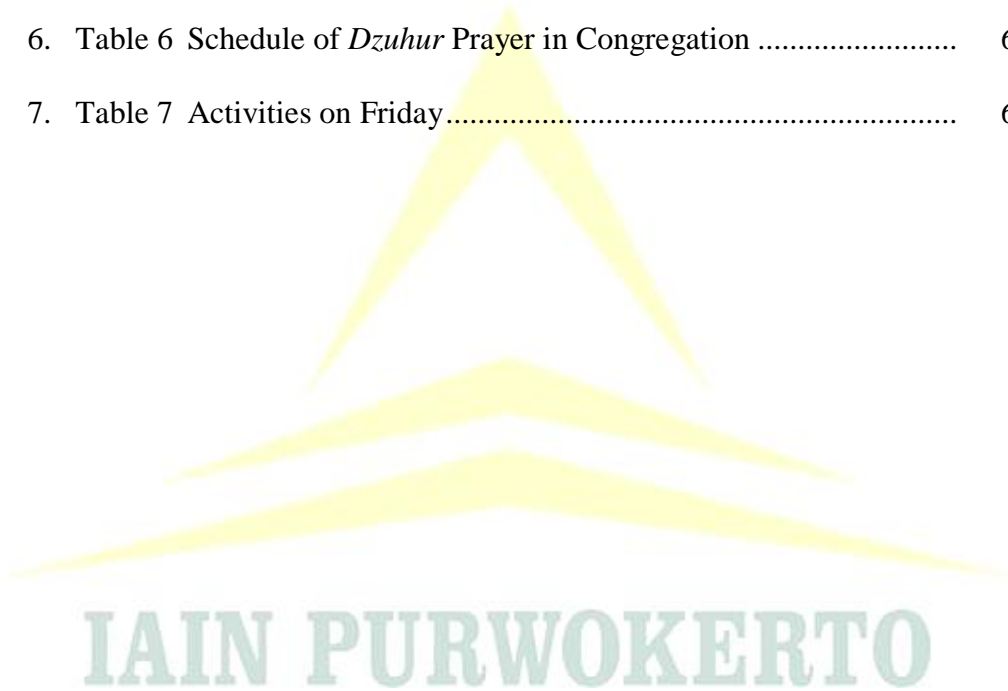 6. Table 6 Schedule of Dzuhur Prayer in Congregation .........................
7. Table 7 Activities on Friday.................................................................
IAIN PURWOKERTO